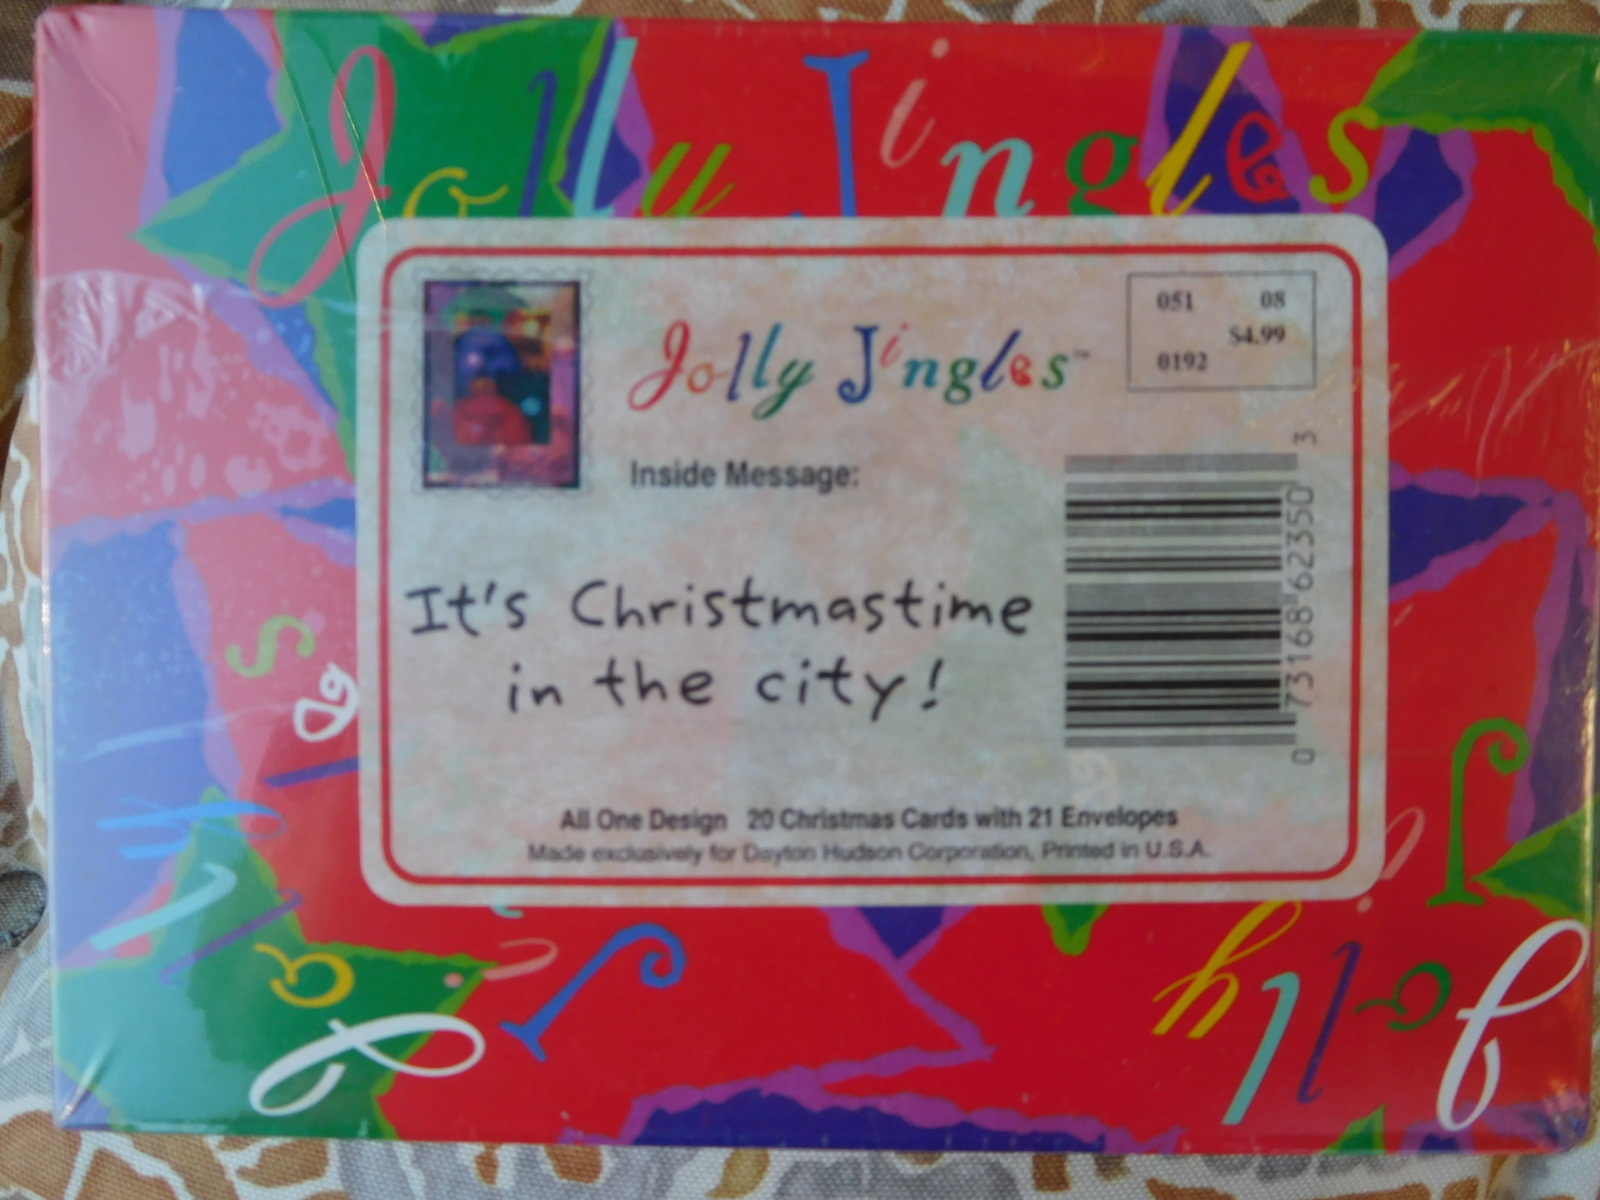 Jolly Jingles
Jolly Jingles™
051 08
$4.99
0192
Inside Message:
It's Christmastime
in the city!
0 73168 62350 3
All One Design 20 Christmas Cards with 21 Envelopes
Made exclusively for Dayton Hudson Corporation, Printed in U.S.A.
Jolly